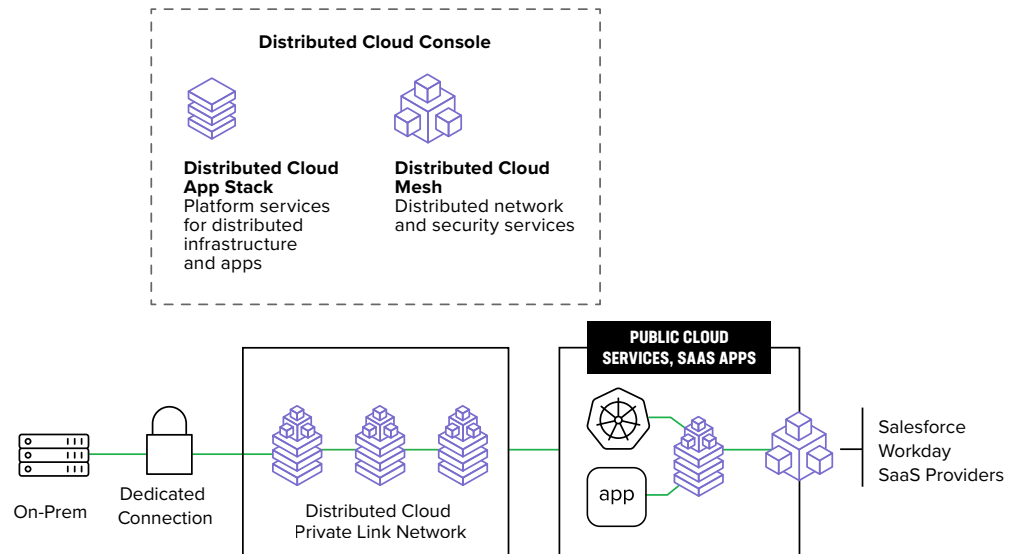 Distributed Cloud Console
Distributed Cloud
App Stack
Platform services
for distributed
infrastructure
and apps
Distributed Cloud
Mesh
Distributed network
and security services
PUBLIC CLOUD
SERVICES, SAAS APPS
On-Prem
Dedicated
Connection
Distributed Cloud
Private Link Network
app
Salesforce
Workday
SaaS Providers